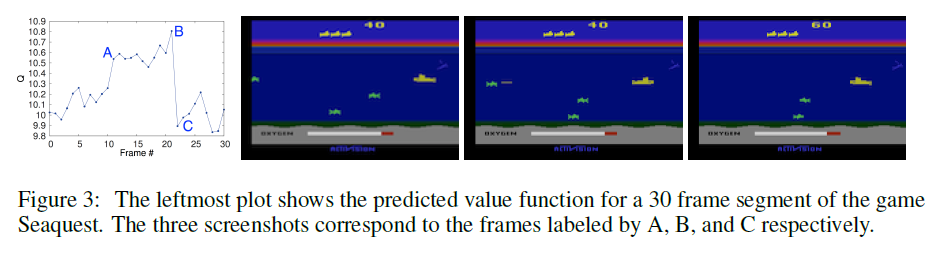 10.9
10.8
10.7
10.6
10.5
10.4
10.3
10.2
10.1
10
9.9
9.8
Q
A
B
C
0 5 10 15 20 25 30
Frame #
40
OXYGEN
ACTIVISION
40
OXYGEN
ACTIVISION
60
OXYGEN
ACTIVISION
Figure 3: The leftmost plot shows the predicted value function for a 30 frame segment of the game
Seaquest. The three screenshots correspond to the frames labeled by A, B, and C respectively.